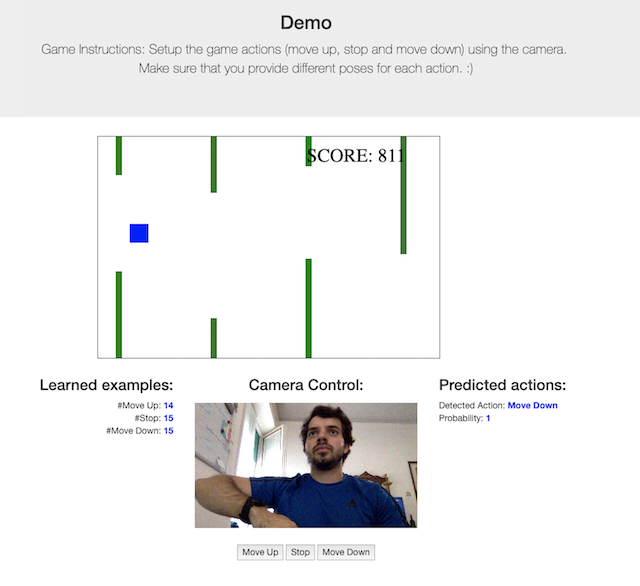 Demo
Game Instructions: Setup the game actions (move up, stop and move down) using the camera.
Make sure that you provide different poses for each action. :)
SCORE: 811
Learned examples:
#Move Up: 14
#Stop: 15
#Move Down: 15
Camera Control:
Predicted actions:
Detected Action: Move Down
Probability: 1
Move Up
Stop
Move Down